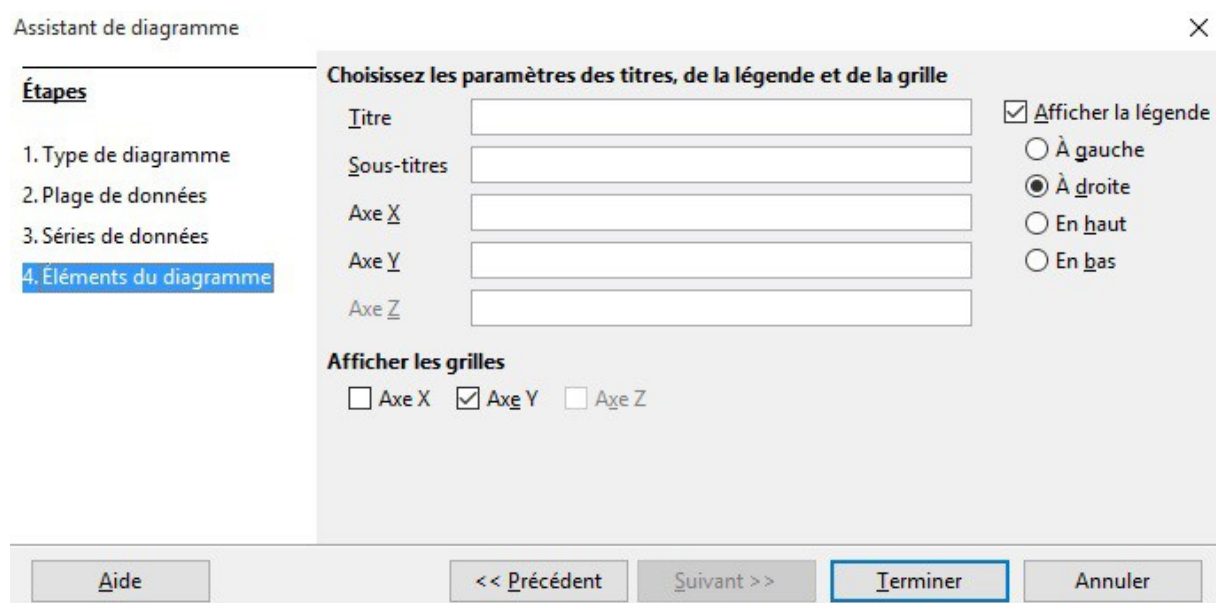 Assistant de diagramme
Étapes
1. Type de diagramme
2. Plage de données
3. Séries de données
4. Éléments du diagramme
Choisissez les paramètres des titres, de la légende et de la grille
Titre
Sous-titres
Axe X
Axe Y
Axe Z
Afficher la légende
À gauche
À droite
En haut
En bas
Afficher les grilles
Axe X Axe Y Axe Z
Aide << Précédent Suivant >> Terminer Annuler